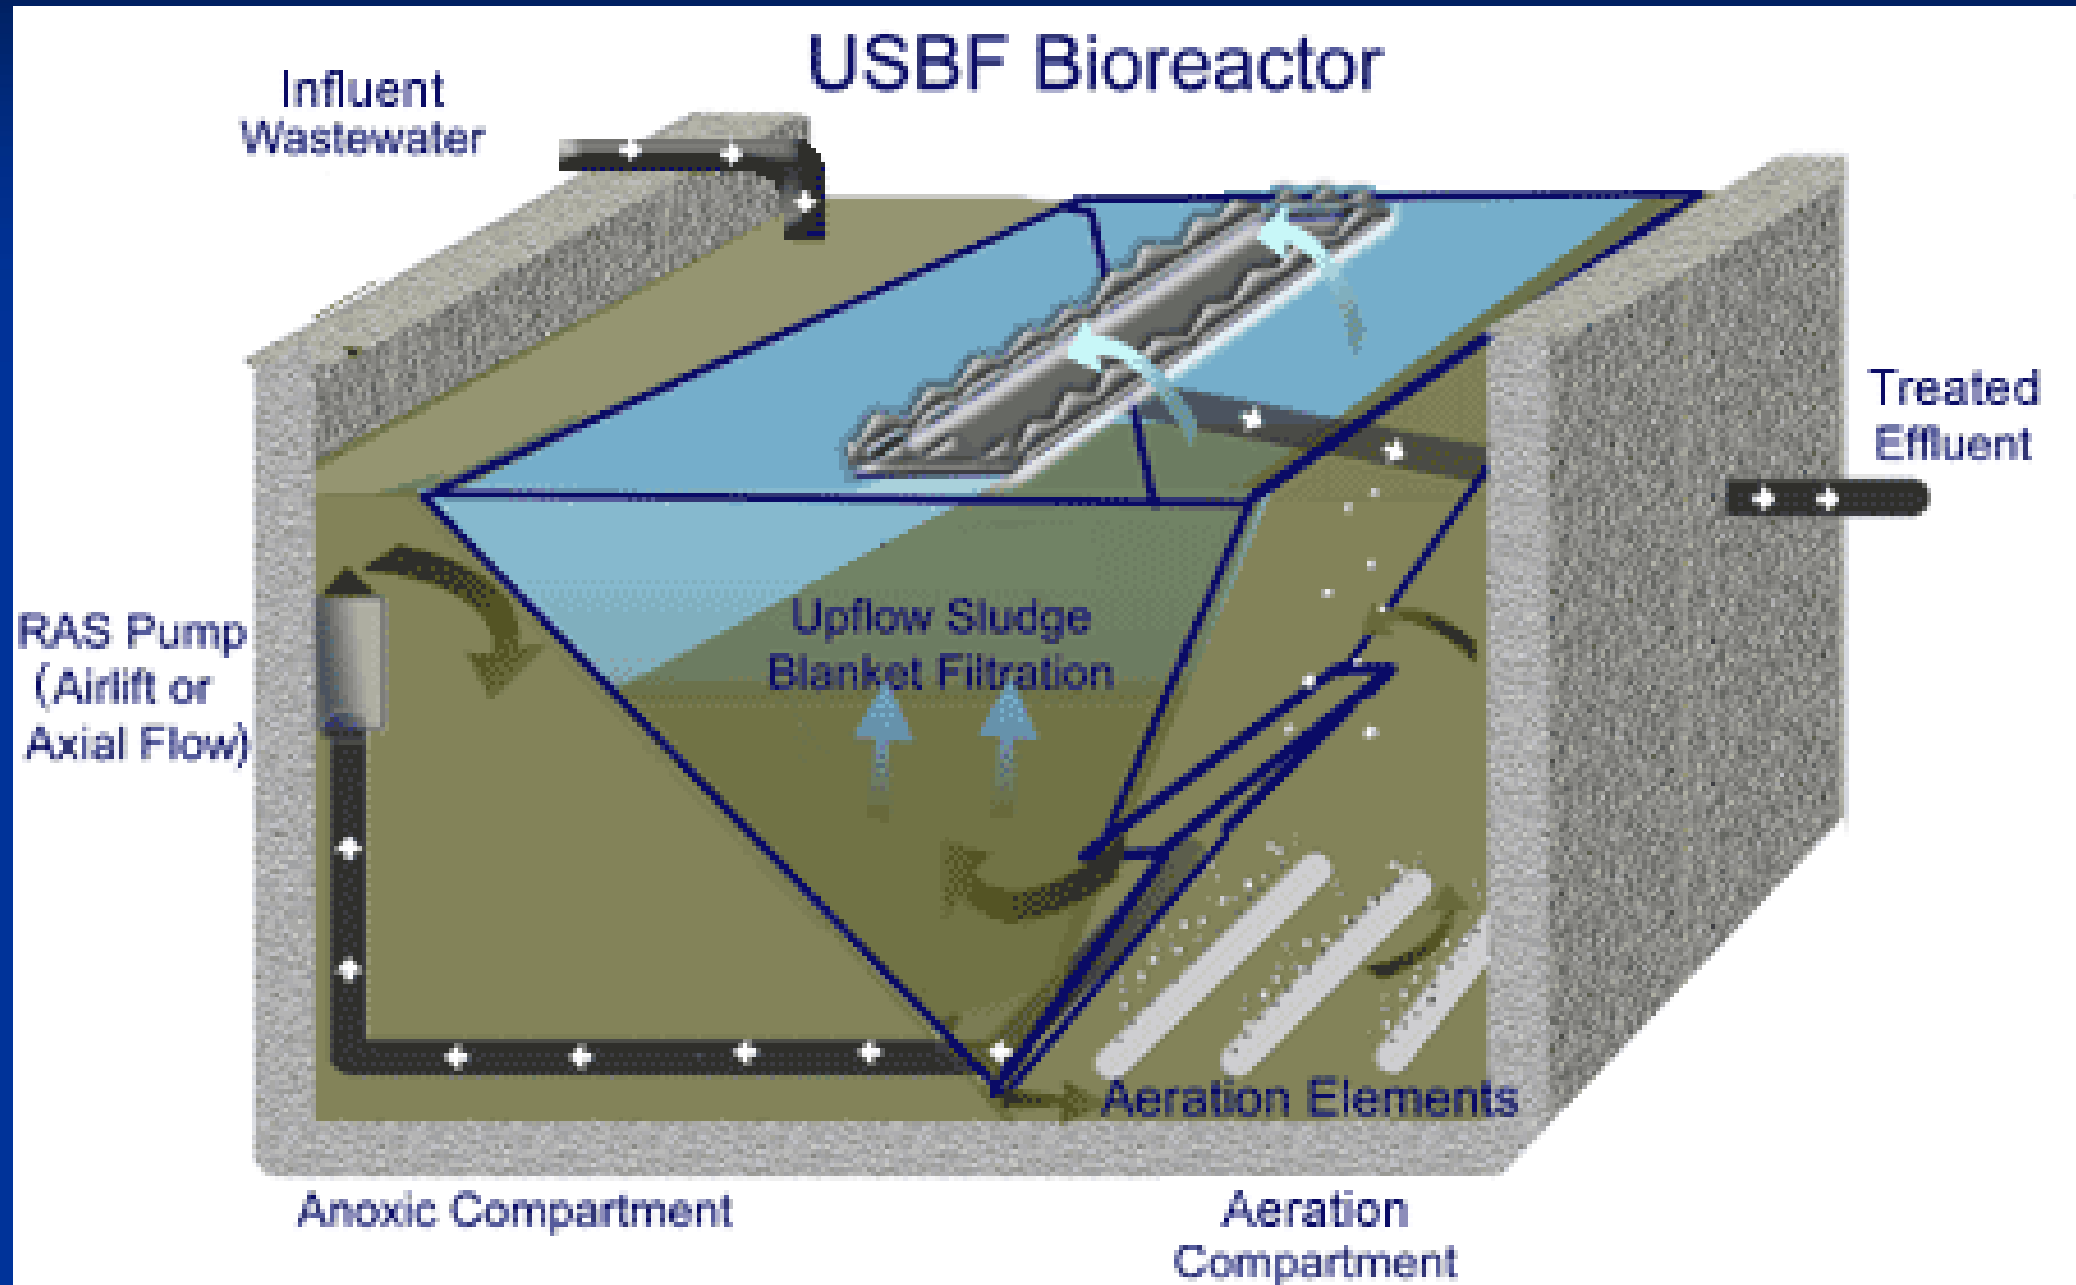 USBF Bioreactor
Influent
Wastewater
Treated
Effluent
Upflow Sludge
Blanket Filtration
RAS Pump
(Airlift or
Axial Flow)
Aeration Elements
Anoxic Compartment
Aeration
Compartment